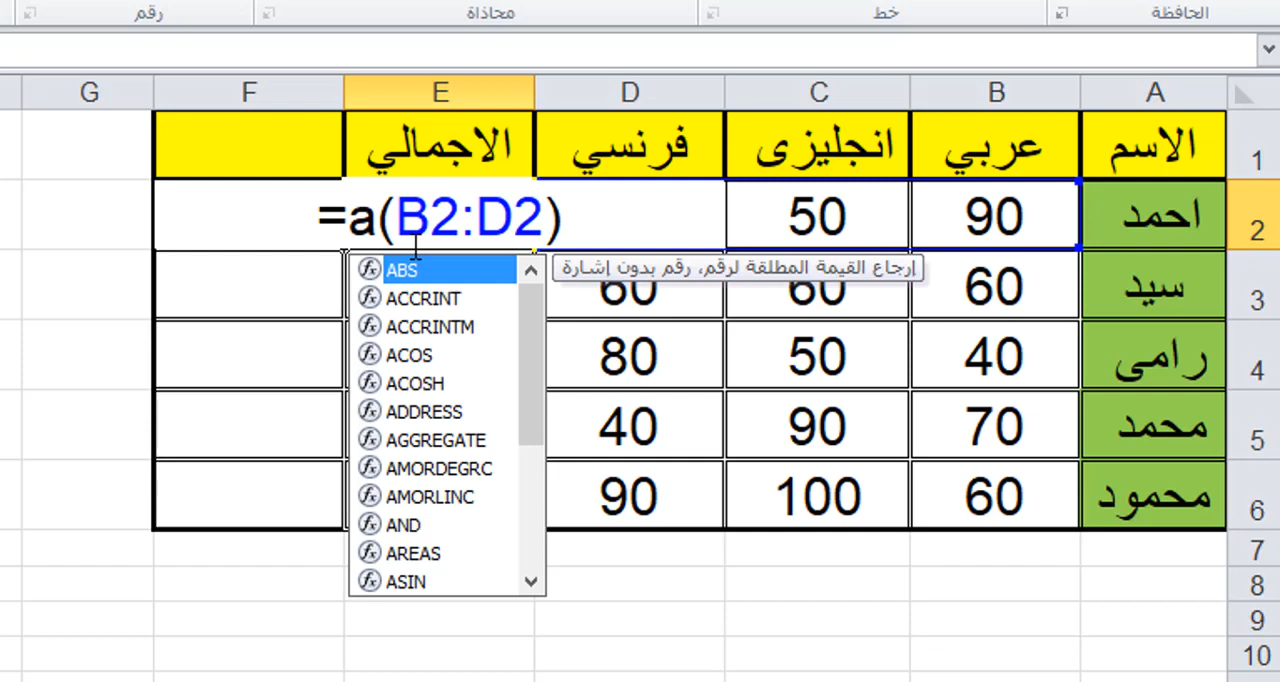 الحافظة خط محاذاة رقم
A B C D E F G
1 الاسم عربي انجليزى فرنسي الاجمالي
2 احمد 90 50 =a(B2:D2)
ABS إرجاع القيمة المطلقة لرقم، رقم بدون إشارة
3 سيد 60 60 60
ACCRINT
ACCRINTM
4 رامى 40 50 80
ACOS
ACOSH
ADDRESS
5 محمد 70 90 40
AGGREGATE
AMORDEGRC
6 محمود 60 100 90
AMORLINC
AND
7
AREAS
8
ASIN
9
10